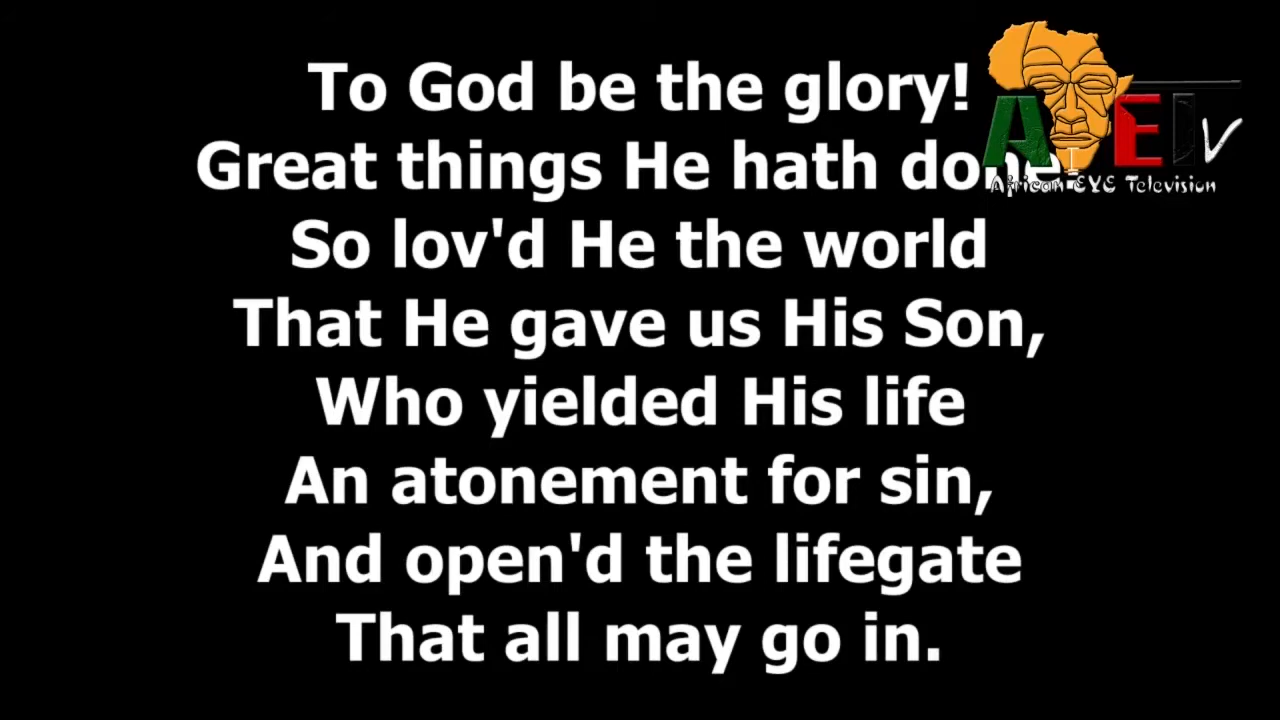 To God be the glory!
Great things He hath done
So lov'd He the world
That He gave us His Son,
Who yielded His life
An atonement for sin,
And open'd the lifegate
That all may go in.
AETv
African EYE Television